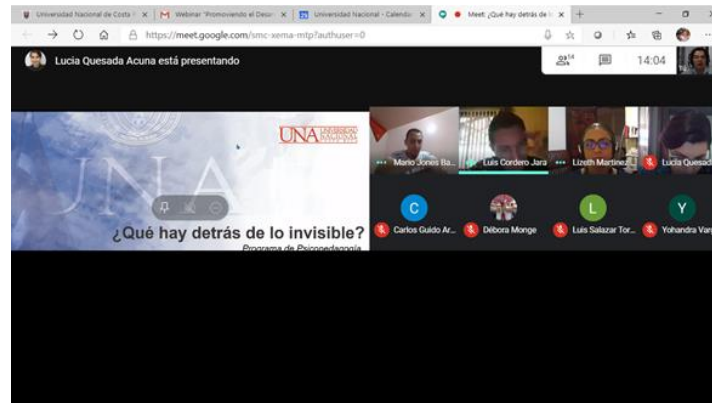 Universidad Nacional de Costa
Webinar "Promoviendo el Desar
Universidad Nacional - Calenda
Meet: ¿Qué hay detrás de l
https://meet.google.com/smc-xema-mtp?authuser=0
Lucia Quesada Acuna está presentando
14
14:04
UNA UNIVERSIDAD NACIONAL
UNA
¿Qué hay detrás de lo invisible?
Programa de Psicopedagogía
Mario Jones Ba...
Luis Cordero Jara
Lizeth Martinez
Lucia Quesad
C
L
Y
Carlos Guido Ar...
Débora Monge
Luis Salazar Tor...
Yohandra Var